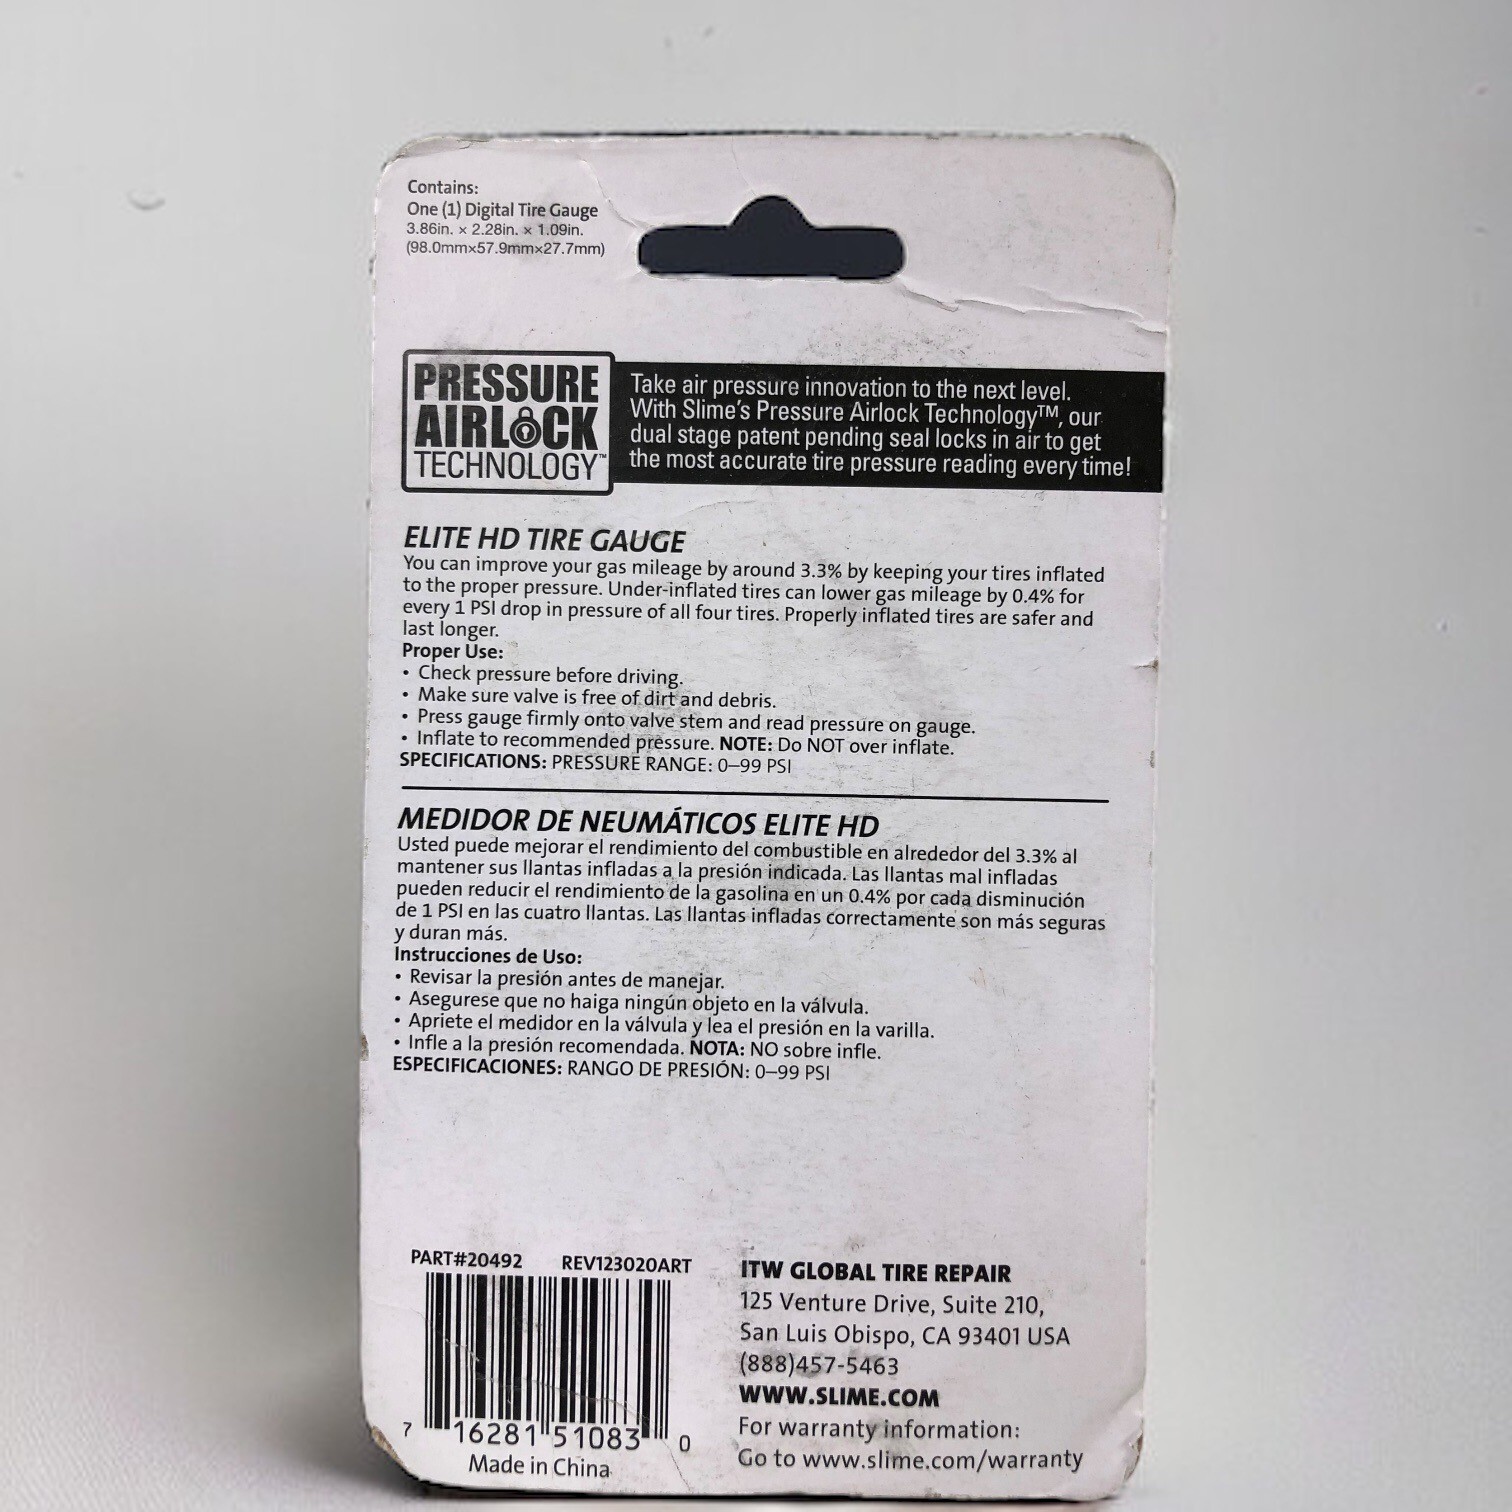 Contains:
One (1) Digital Tire Gauge
3.86in. × 2.28in. × 1.09in.
(98.0mm×57.9mm×27.7mm)
PRESSURE
AIRLOCK
TECHNOLOGY™
Take air pressure innovation to the next level.
With Slime's Pressure Airlock Technology™, our
dual stage patent pending seal locks in air to get
the most accurate tire pressure reading every time!
ELITE HD TIRE GAUGE
You can improve your gas mileage by around 3.3% by keeping your tires inflated
to the proper pressure. Under-inflated tires can lower gas mileage by 0.4% for
every 1 PSI drop in pressure of all four tires. Properly inflated tires are safer and
last longer.
Proper Use:
• Check pressure before driving.
• Make sure valve is free of dirt and debris.
• Press gauge firmly onto valve stem and read pressure on gauge.
• Inflate to recommended pressure. NOTE: Do NOT over inflate.
SPECIFICATIONS: PRESSURE RANGE: 0–99 PSI
MEDIDOR DE NEUMÁTICOS ELITE HD
Usted puede mejorar el rendimiento del combustible en alrededor del 3.3% al
mantener sus llantas infladas a la presión indicada. Las llantas mal infladas
pueden reducir el rendimiento de la gasolina en un 0.4% por cada disminución
de 1 PSI en las cuatro llantas. Las llantas infladas correctamente son más seguras
y duran más.
Instrucciones de Uso:
• Revisar la presión antes de manejar.
• Asegurese que no haiga ningún objeto en la válvula.
• Apriete el medidor en la válvula y lea el presión en la varilla.
• Infle a la presión recomendada. NOTA: NO sobre infle.
ESPECIFICACIONES: RANGO DE PRESIÓN: 0–99 PSI
PART#20492 REV123020ART
7 16281 51083 0
Made in China
ITW GLOBAL TIRE REPAIR
125 Venture Drive, Suite 210,
San Luis Obispo, CA 93401 USA
(888)457-5463
WWW.SLIME.COM
For warranty information:
Go to www.slime.com/warranty